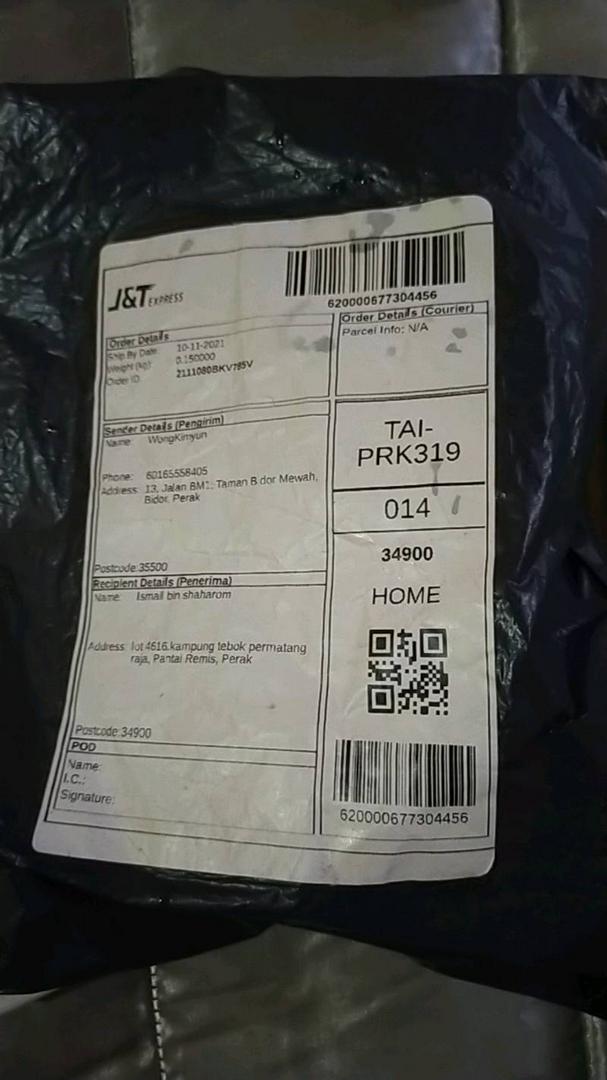 J&T EXPRESS
620000677304456
Order Details
Ship By Date: 10-11-2021
Weight (kg): 0.150000
Order ID: 2111080BKV785V
Order Details (Courier)
Parcel Info: N/A
Sender Details (Pengirim)
Name: WongKimyun
Phone: 60165558405
Address: 13, Jalan Taman B dor Mewah,
Bidor, Perak
Postcode:35500
TAI-
PRK319
014
34900
HOME
Recipient Details (Penerima)
Name: Ismail bin shaharom
Address: lot 4616.kampung tebok permatang
raja, Pantai Remis, Perak
Postcode:34900
POD
Name:
I.C.:
Signature:
620000677304456